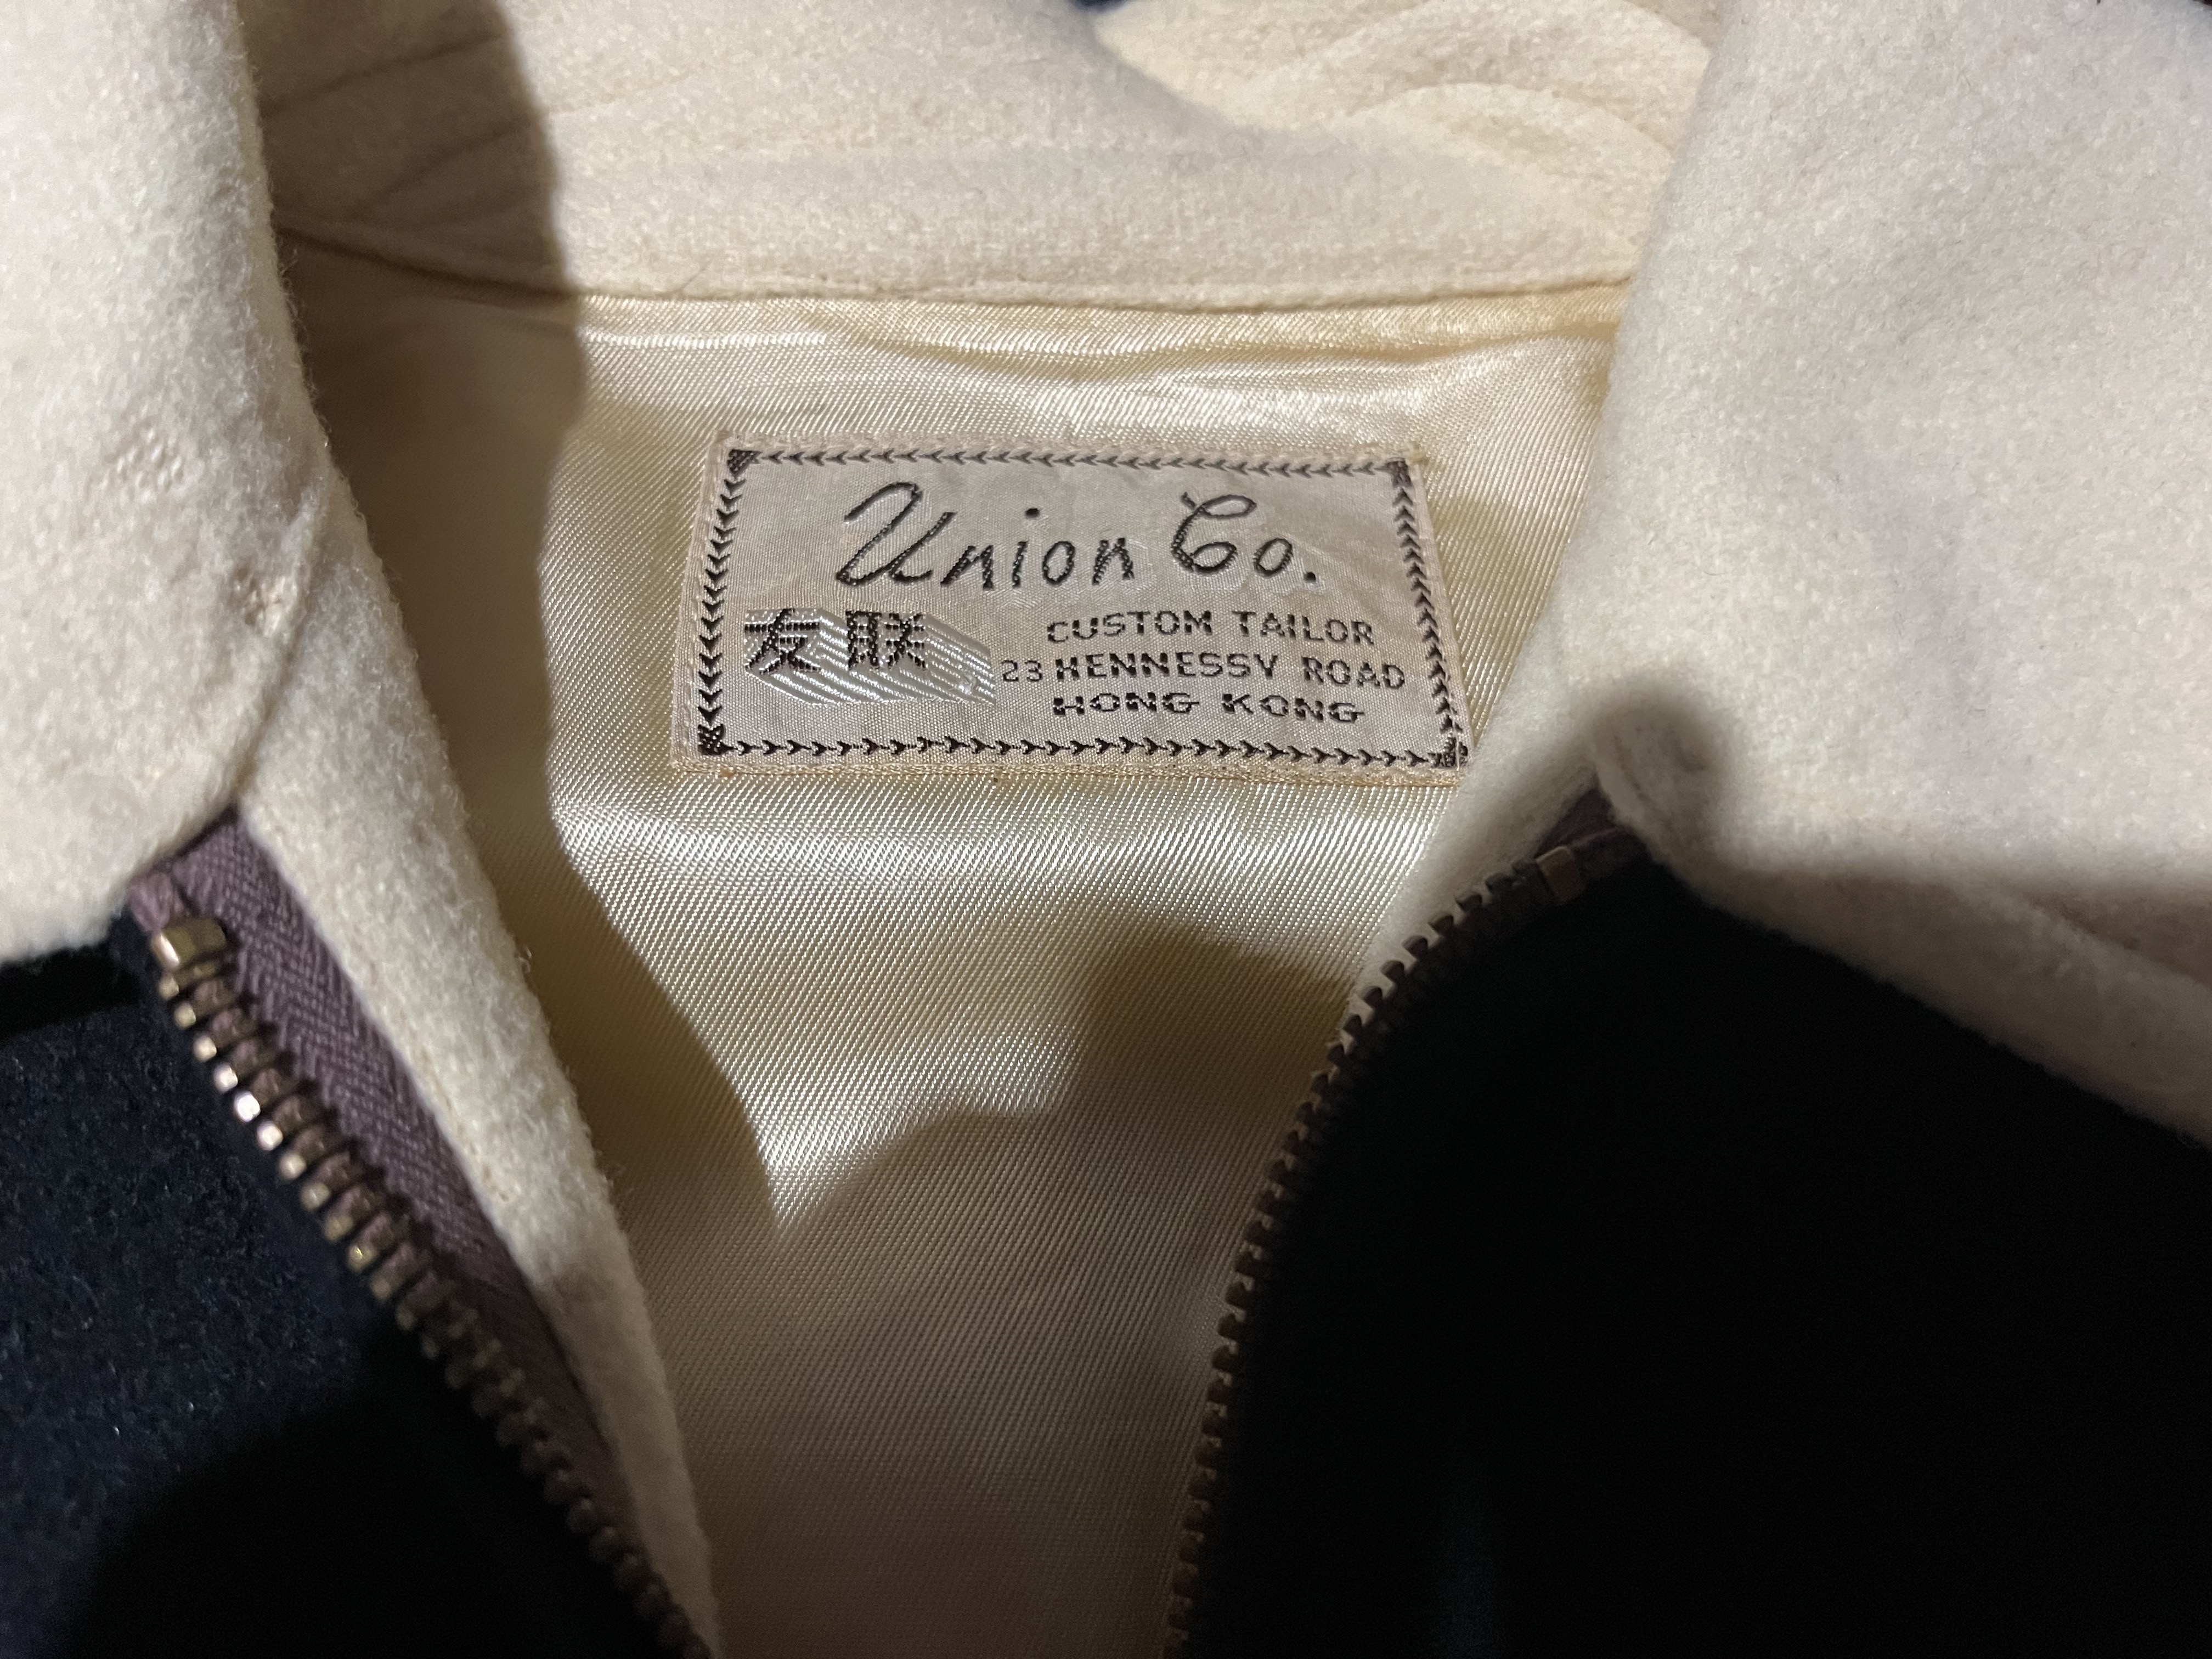 Union Co.
友联
CUSTOM TAILOR
23 HENNESSY ROAD
HONG KONG